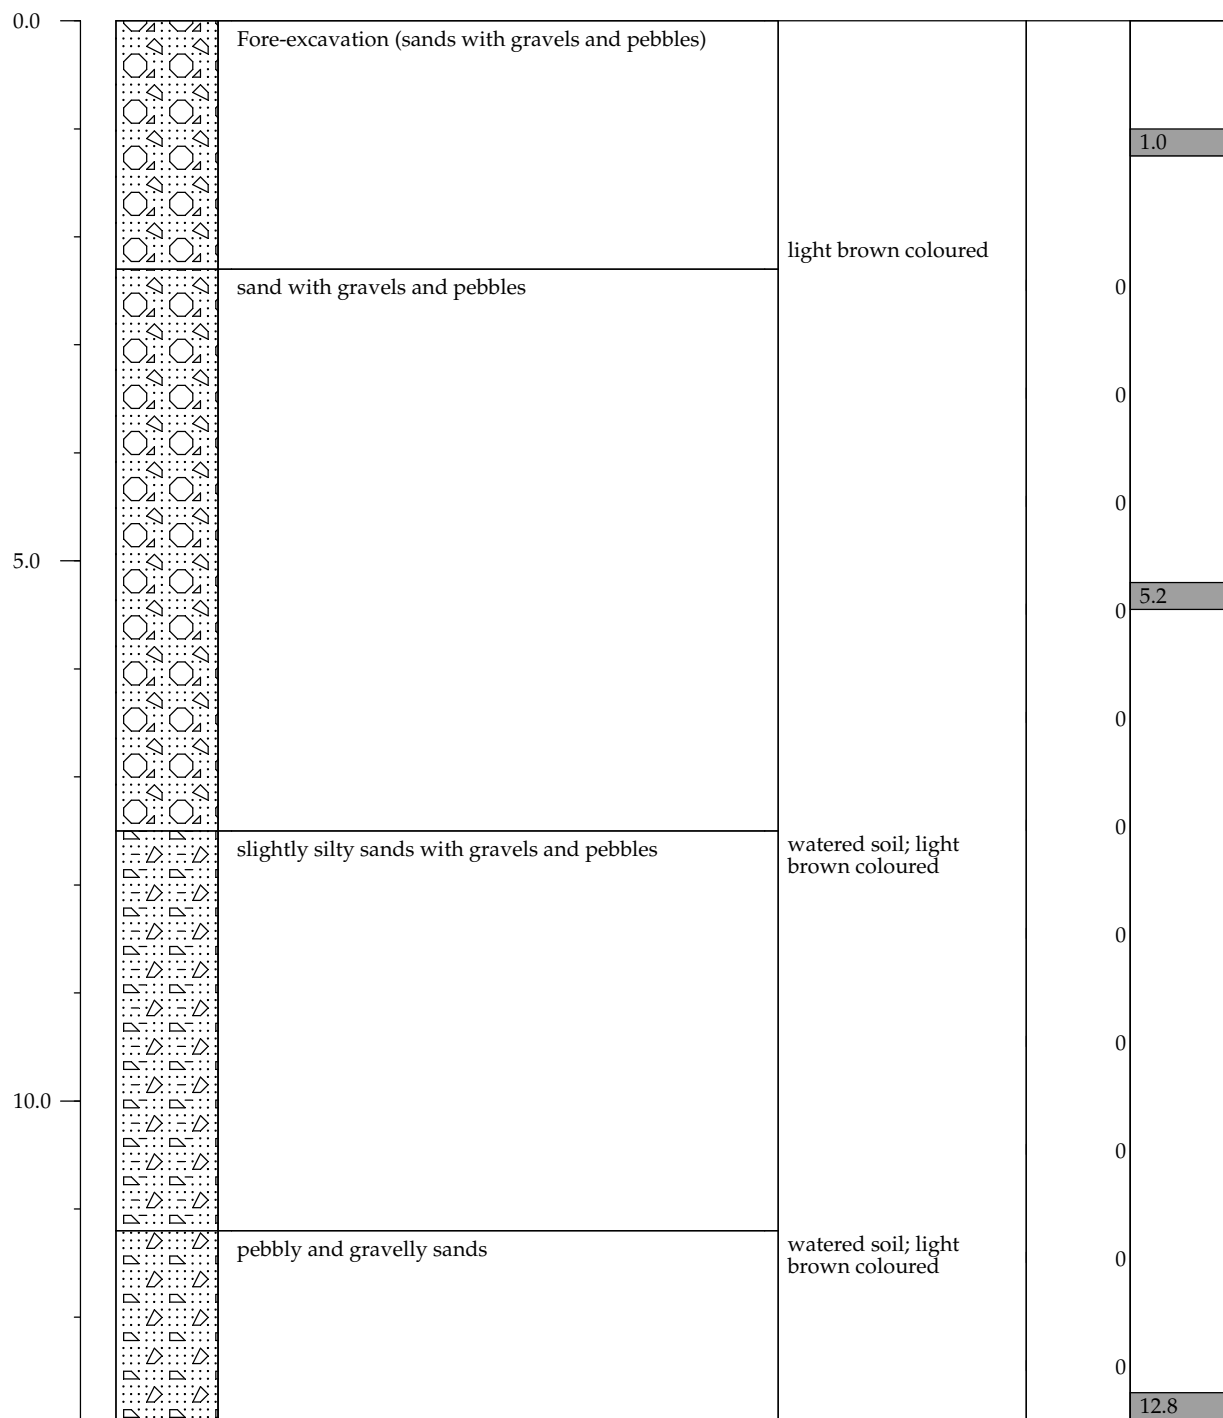 0.0
Fore-excavation (sands with gravels and pebbles)
1.0
light brown coloured
sand with gravels and pebbles
0
0
0
5.0
5.2
0
0
0
slightly silty sands with gravels and pebbles
watered soil; light
brown coloured
0
0
10.0
0
pebbly and gravelly sands
watered soil; light
brown coloured
0
0
12.8